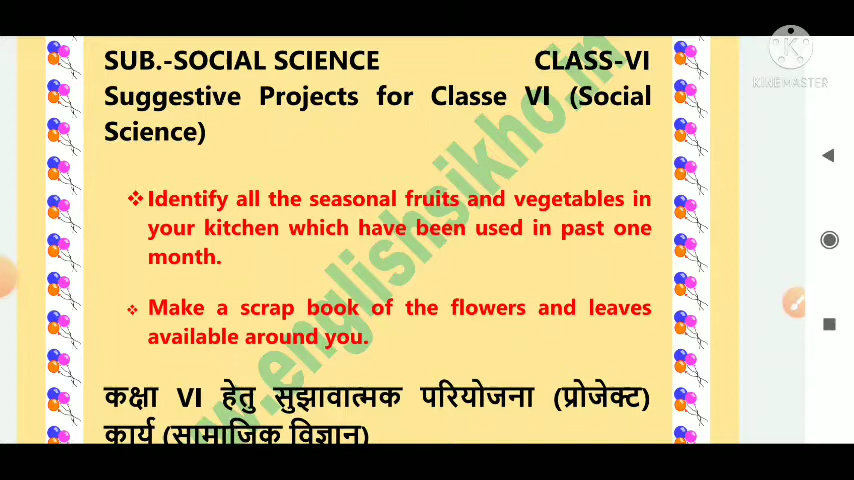 SUB.-SOCIAL SCIENCE CLASS-VI
Suggestive Projects for Classe VI (Social
Science)
❖Identify all the seasonal fruits and vegetables in
your kitchen which have been used in past one
month.
❖ Make a scrap book of the flowers and leaves
available around you.
कक्षा VI हेतु सुझावात्मक परियोजना (प्रोजेक्ट)
कार्य (सामाजिक विज्ञान)
w.englishsikho.in
K
KINEMASTER